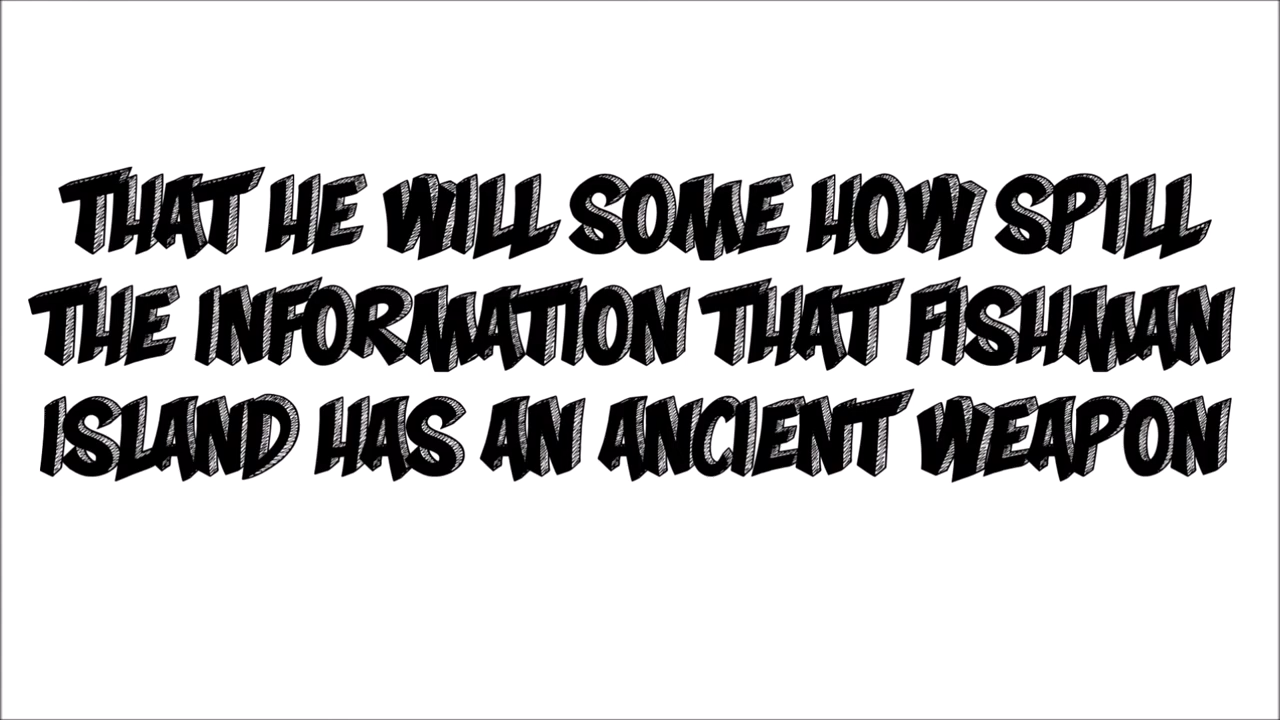 THAT HE WILL SOME HOW SPILL
THE INFORMATION THAT FISHMAN
ISLAND HAS AN ANCIENT WEAPON